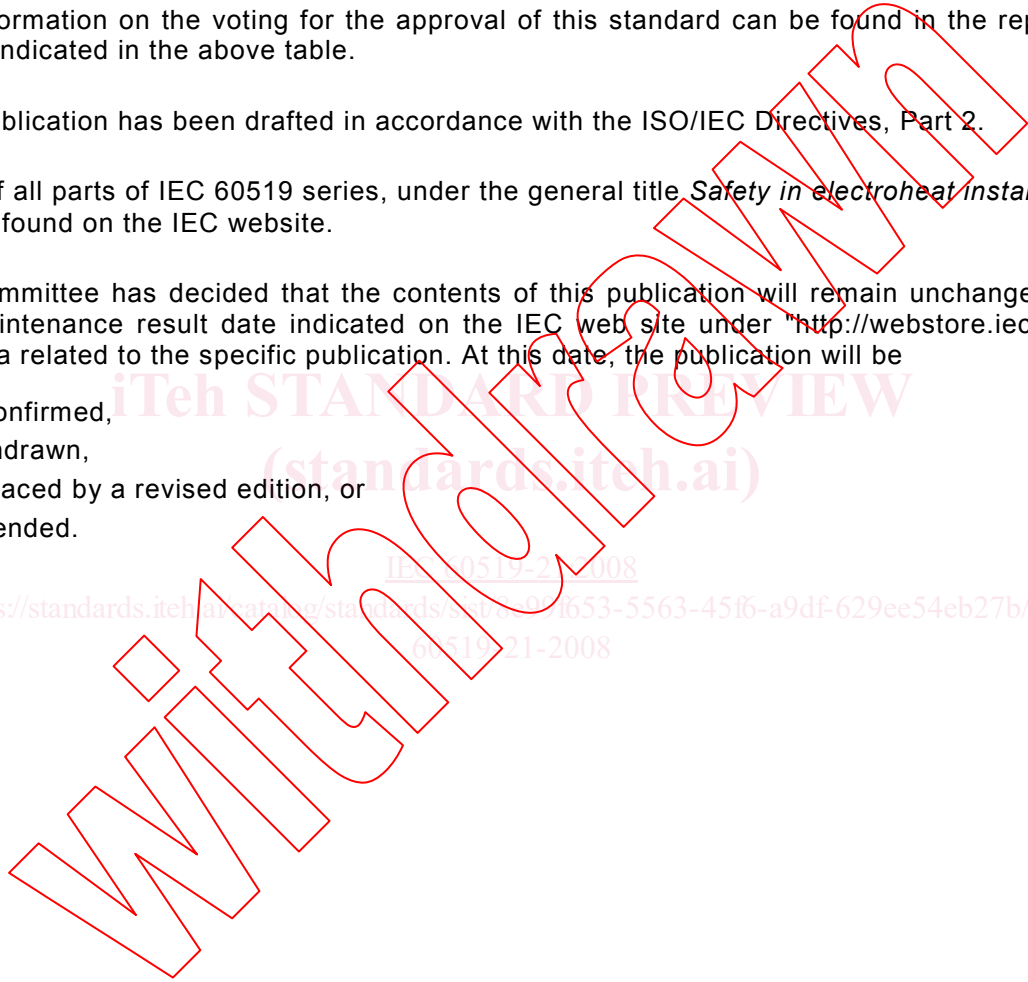 ormation on the voting for the approval of this standard can be found in the rep
ndicated in the above table.
ublication has been drafted in accordance with the ISO/IEC Directives, Part 2.
f all parts of IEC 60519 series, under the general title Safety in electroheat instal
found on the IEC website.
mmittee has decided that the contents of this publication will remain unchange
intenance result date indicated on the IEC web site under "http://webstore.iec
a related to the specific publication. At this date, the publication will be
iTeh STANDARD PREVIEW
onfirmed,
ndrawn,
(standards.iteh.ai)
laced by a revised edition, or
ended.
IEC 60519-21:2008
s://standards.iteh.ai/catalog/standards/sist/8e99f653-5563-45f6-a9df-629ee54eb27b/
60519-21-2008
withdrawn